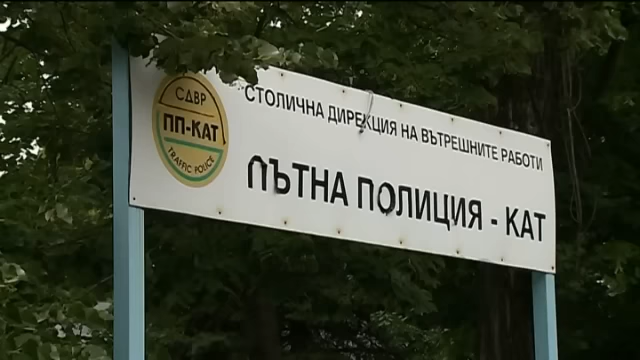 СДВР
ПП-КАТ
TRAFFIC POLICE
СТОЛИЧНА ДИРЕКЦИЯ НА ВЪТРЕШНИТЕ РАБОТИ
ПЪТНА ПОЛИЦИЯ - КАТ